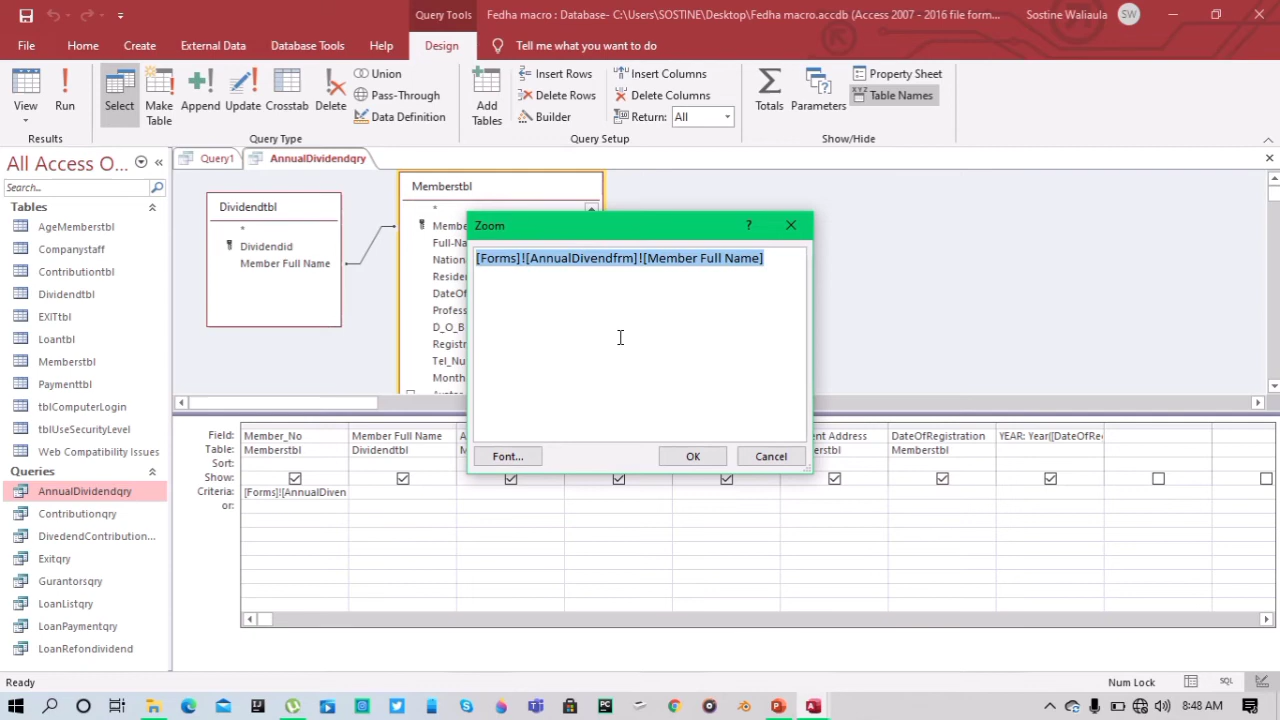 Query Tools
Fedha macro : Database- C:\Users\SOSTINE\Desktop\Fedha macro.accdb (Access 2007 - 2016 file form...
Sostine Waliaula
SW
File
Home
Create
External Data
Database Tools
Help
Design
Tell me what you want to do
View
Run
Select
Make Table
Append
Update
Crosstab
Delete
Union
Pass-Through
Data Definition
Add Tables
Insert Rows
Delete Rows
Builder
Insert Columns
Delete Columns
Return: All
Totals
Parameters
Property Sheet
Table Names
Results
Query Type
Query Setup
Show/Hide
All Access O...
Search...
Tables
AgeMemberstbl
Companystaff
Contributiontbl
Dividendtbl
EXITtbl
Loantbl
Memberstbl
Paymenttbl
tblComputerLogin
tblUseSecurityLevel
Web Compatibility Issues
Queries
AnnualDividendqry
Contributionqry
DivedendContribution...
Exitqry
Gurantorsqry
LoanListqry
LoanPaymentqry
LoanRefondividend
Query1
AnnualDividendqry
Dividendtbl
*
Dividendid
Member Full Name
Memberstbl
*
Membe
Full-Na
Nation
Reside
DateOf
Profes
D_O_B
Registr
Tel_Nu
Month
Zoom
?
[Forms]![AnnualDivendfrm]![Member Full Name]
Font...
OK
Cancel
Field: Member_No Member Full Name A nt Address DateOfRegistration YEAR: Year([DateOfRe
Table: Memberstbl Dividendtbl M rstbl Memberstbl
Sort:
Show:
Criteria: [Forms]![AnnualDiven
or:
Ready
Num Lock
SQL
8:48 AM